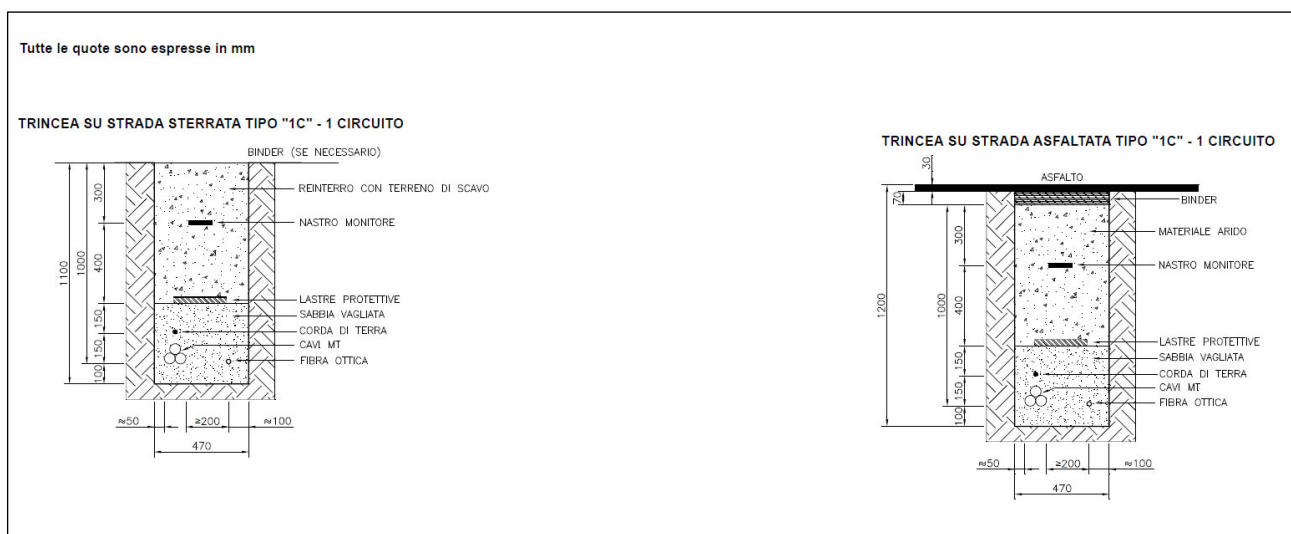 Tutte le quote sono espresse in mm
TRINCEA SU STRADA STERRATA TIPO "1C" - 1 CIRCUITO
BINDER (SE NECESSARIO)
REINTERRO CON TERRENO DI SCAVO
NASTRO MONITORE
LASTRE PROTETTIVE
SABBIA VAGLIATA
CORDA DI TERRA
CAVI MT
FIBRA OTTICA
1100
1000
300
400
150
150
100
≈50
≥200
≈100
470
TRINCEA SU STRADA ASFALTATA TIPO "1C" - 1 CIRCUITO
30
ASFALTO
70
BINDER
MATERIALE ARIDO
NASTRO MONITORE
LASTRE PROTETTIVE
SABBIA VAGLIATA
CORDA DI TERRA
CAVI MT
FIBRA OTTICA
1200
1000
300
400
150
150
100
≈50
≥200
≈100
470